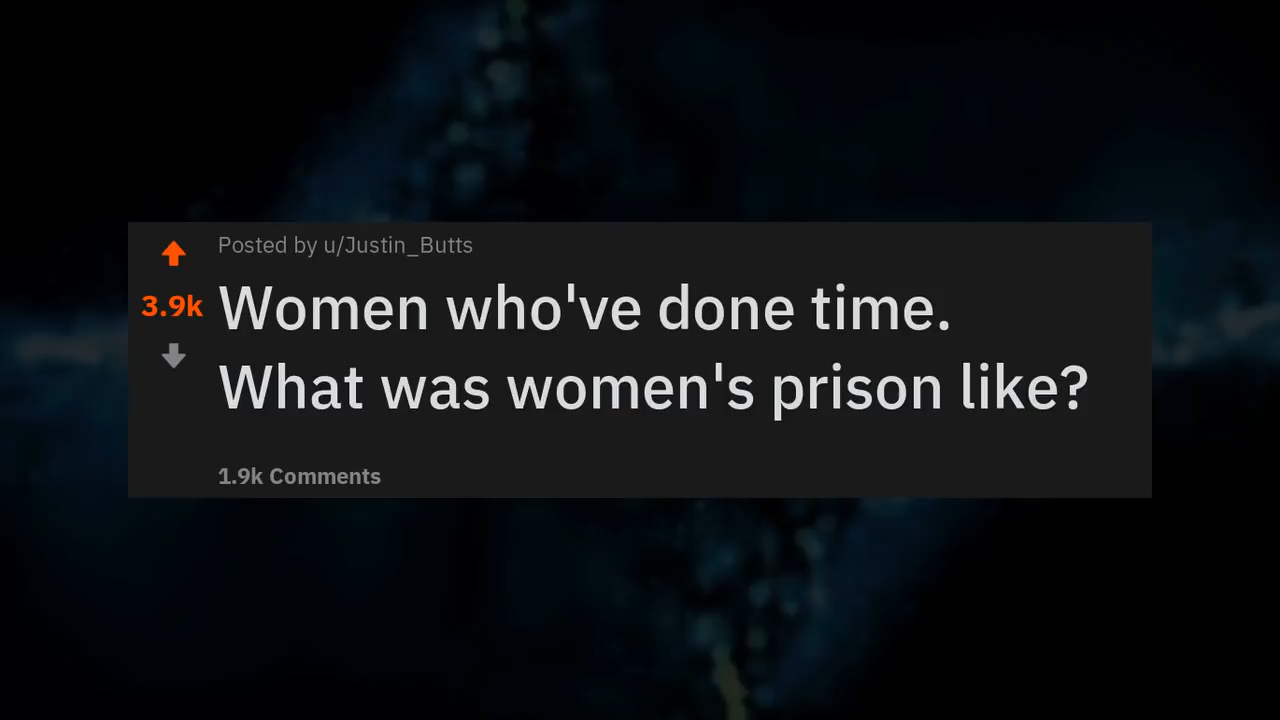 Posted by u/Justin_Butts
3.9k
Women who've done time.
What was women's prison like?
1.9k Comments